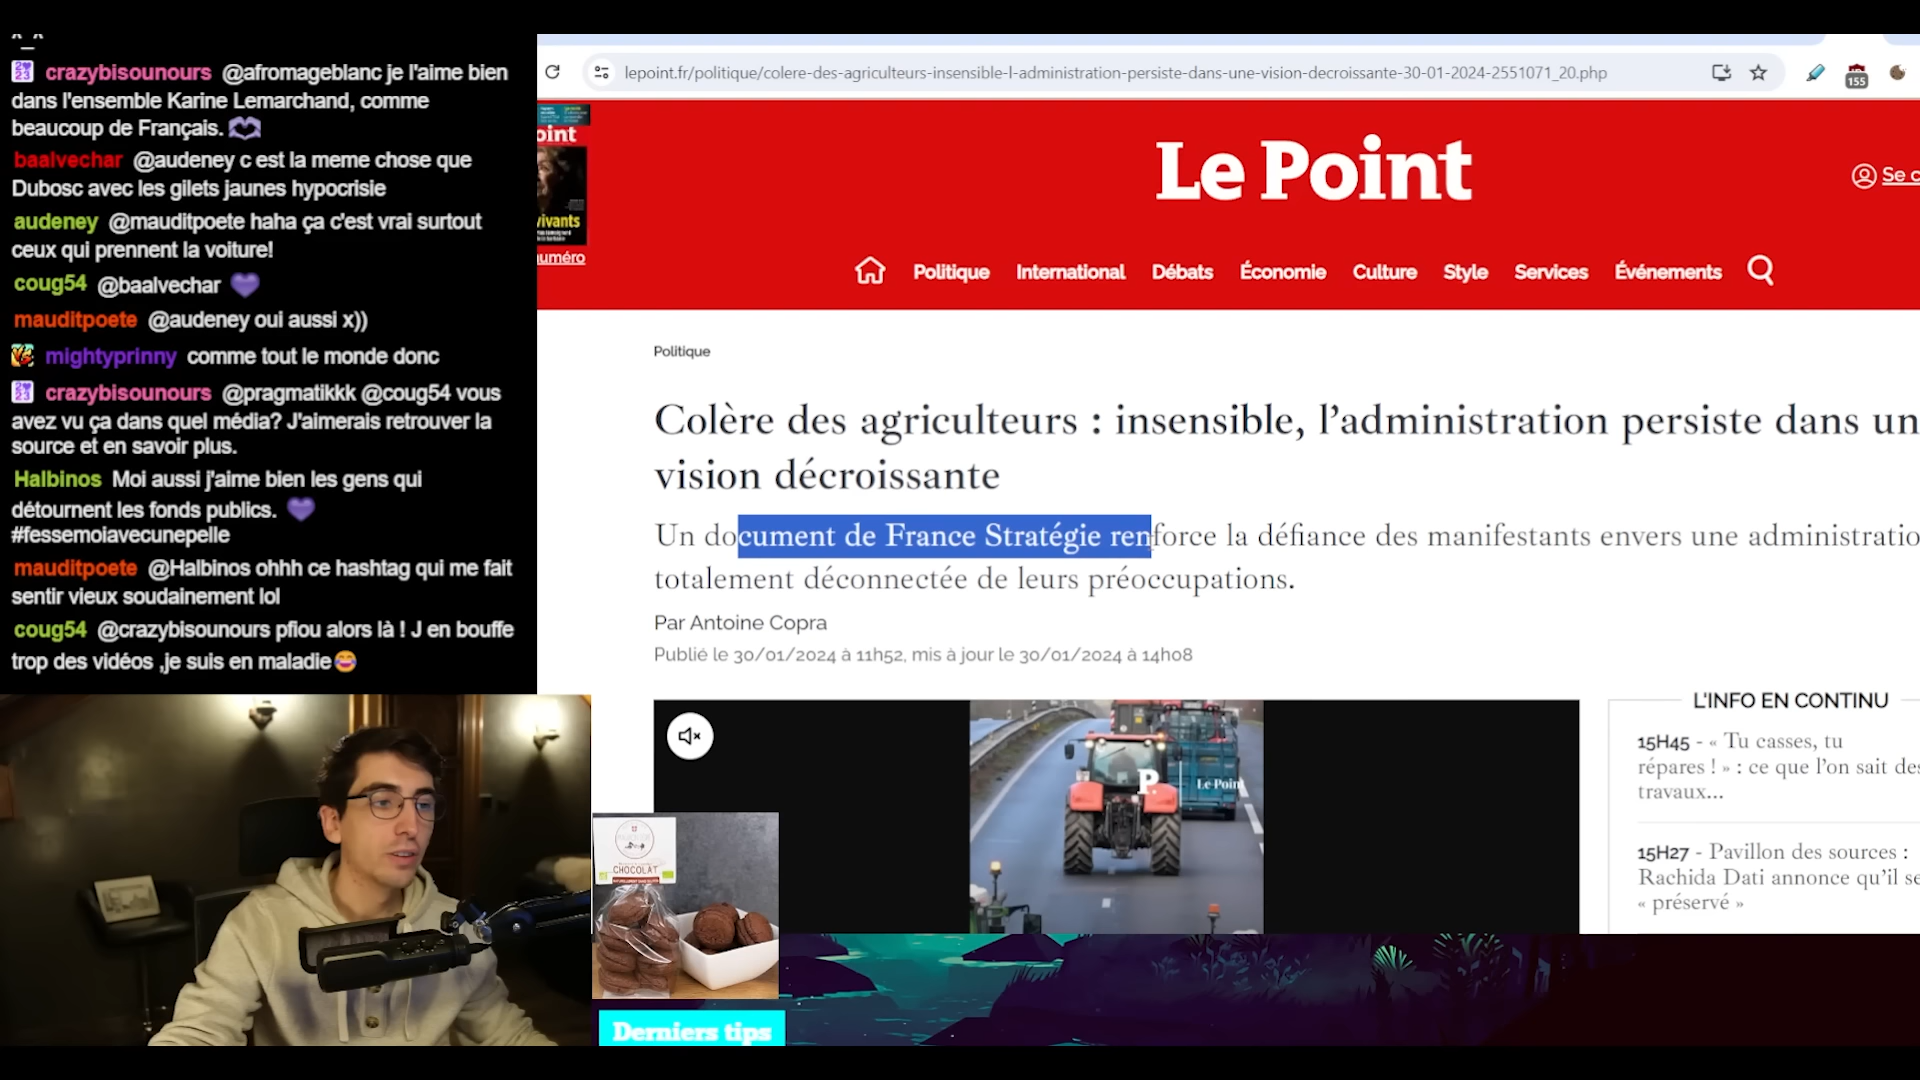 ^_^
crazybisounours @afromageblanc je l'aime bien
dans l'ensemble Karine Lemarchand, comme
beaucoup de Français.
baalvechar @audeney c est la meme chose que
Dubosc avec les gilets jaunes hypocrisie
audeney @mauditpoete haha ça c'est vrai surtout
ceux qui prennent la voiture!
coug54 @baalvechar
mauditpoete @audeney oui aussi x))
mightyprinny comme tout le monde donc
crazybisounours @pragmatikkk @coug54 vous
avez vu ça dans quel média? J'aimerais retrouver la
source et en savoir plus.
Halbinos Moi aussi j'aime bien les gens qui
détournent les fonds publics.
#fessemoiavecunepelle
mauditpoete @Halbinos ohhh ce hashtag qui me fait
sentir vieux soudainement lol
coug54 @crazybisounours pfiou alors là ! J en bouffe
trop des vidéos ,je suis en maladie
lepoint.fr/politique/colere-des-agriculteurs-insensible-l-administration-persiste-dans-une-vision-decroissante-30-01-2024-2551071_20.php
155
oint
vivants
uméro
Le Point
Se c
Politique International Débats Économie Culture Style Services Événements
Politique
Colère des agriculteurs : insensible, l'administration persiste dans un
vision décroissante
Un document de France Stratégie renforce la défiance des manifestants envers une administratio
totalement déconnectée de leurs préoccupations.
Par Antoine Copra
Publié le 30/01/2024 à 11h52, mis à jour le 30/01/2024 à 14h08
P. Le Point
L'INFO EN CONTINU
15H45 - « Tu casses, tu
répares ! » : ce que l'on sait des
travaux...
15H27 - Pavillon des sources :
Rachida Dati annonce qu'il se
« préservé »
CHOCOLAT
Derniers tips